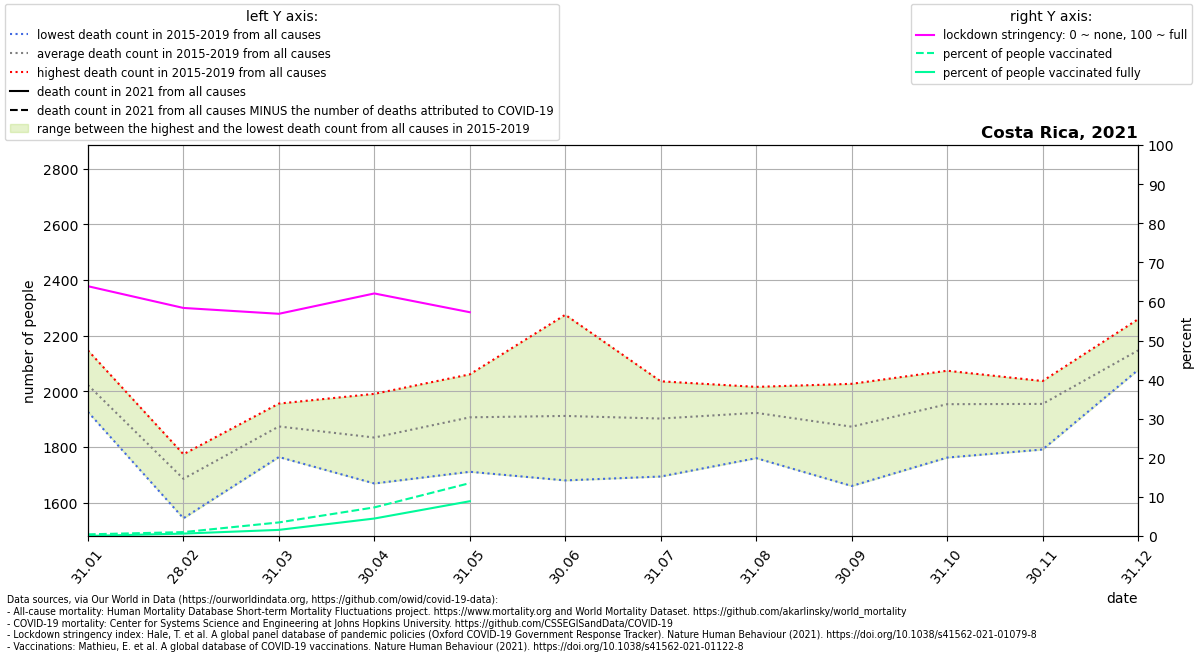 left Y axis:
lowest death count in 2015-2019 from all causes
average death count in 2015-2019 from all causes
highest death count in 2015-2019 from all causes
death count in 2021 from all causes
death count in 2021 from all causes MINUS the number of deaths attributed to COVID-19
range between the highest and the lowest death count from all causes in 2015-2019
right Y axis:
lockdown stringency: 0 ~ none, 100 ~ full
percent of people vaccinated
percent of people vaccinated fully
Costa Rica, 2021
number of people
2800
2600
2400
2200
2000
1800
1600
100
90
80
70
60
50
40
30
20
10
0
percent
31.01
28.02
31.03
30.04
31.05
30.06
31.07
31.08
30.09
31.10
30.11
31.12
date
Data sources, via Our World in Data (https://ourworldindata.org, https://github.com/owid/covid-19-data):
- All-cause mortality: Human Mortality Database Short-term Mortality Fluctuations project. https://www.mortality.org and World Mortality Dataset. https://github.com/akarlinsky/world_mortality
- COVID-19 mortality: Center for Systems Science and Engineering at Johns Hopkins University. https://github.com/CSSEGISandData/COVID-19
- Lockdown stringency index: Hale, T. et al. A global panel database of pandemic policies (Oxford COVID-19 Government Response Tracker). Nature Human Behaviour (2021). https://doi.org/10.1038/s41562-021-01079-8
- Vaccinations: Mathieu, E. et al. A global database of COVID-19 vaccinations. Nature Human Behaviour (2021). https://doi.org/10.1038/s41562-021-01122-8